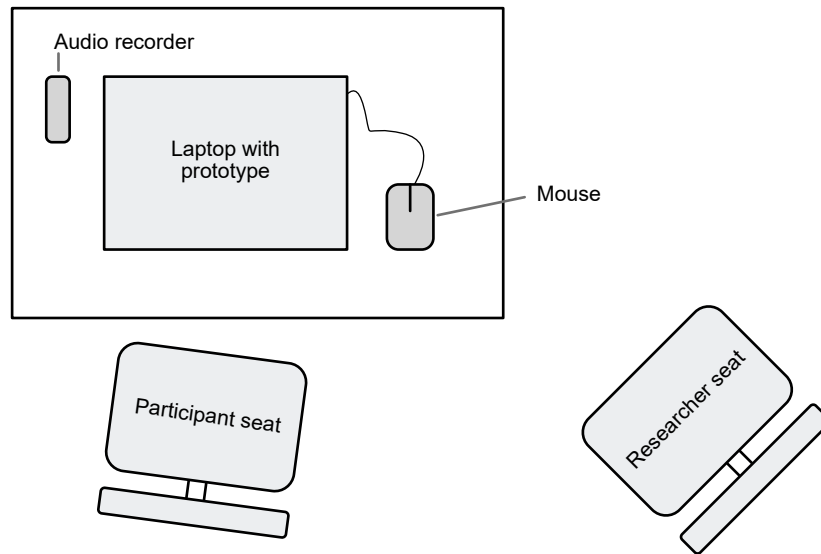 Audio recorder
Laptop with
prototype
Mouse
Participant seat
Researcher seat